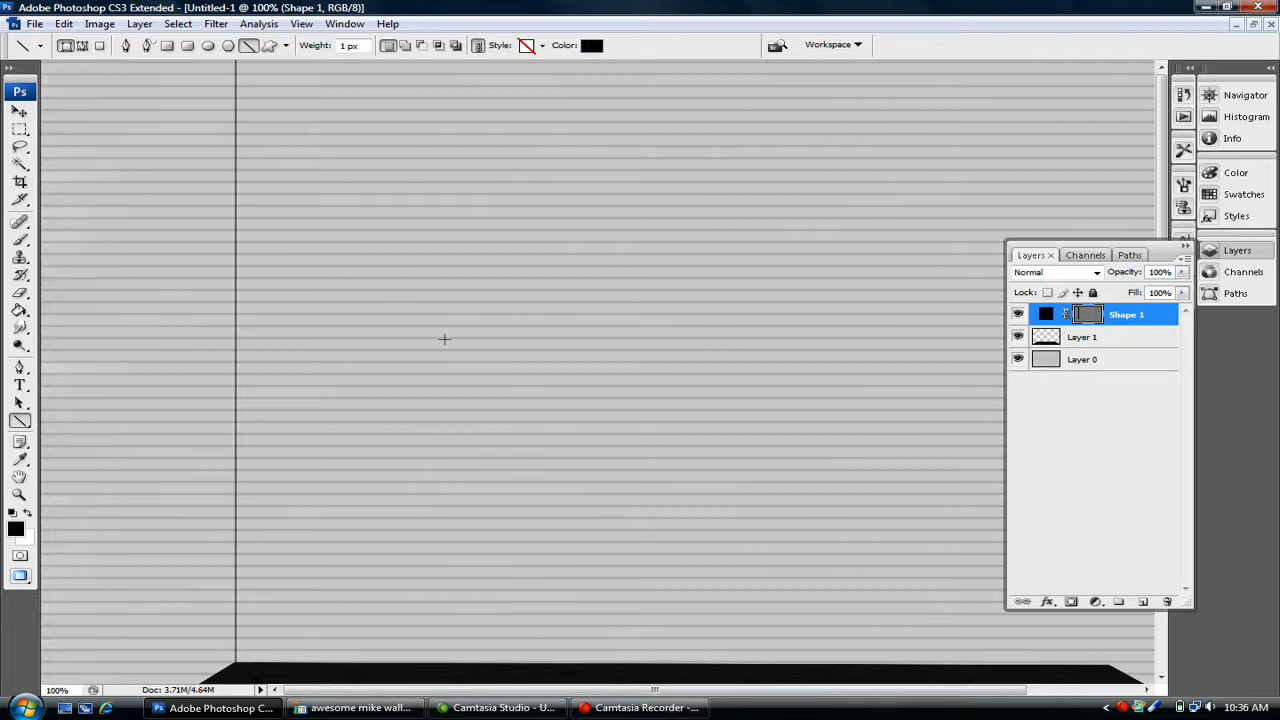 Adobe Photoshop CS3 Extended - [Untitled-1 @ 100% (Shape 1, RGB/8)]
File Edit Image Layer Select Filter Analysis View Window Help
Weight: 1 px Style: Color: Workspace
Ps
Navigator
Histogram
Info
Color
Swatches
Styles
Layers
Channels
Paths
Layers Channels Paths
Normal Opacity: 100%
Lock: Fill: 100%
Shape 1
Layer 1
Layer 0
100% Doc: 3.71M/4.64M
Adobe Photoshop C... awesome mike wall... Camtasia Studio - U... Camtasia Recorder -... 10:36 AM